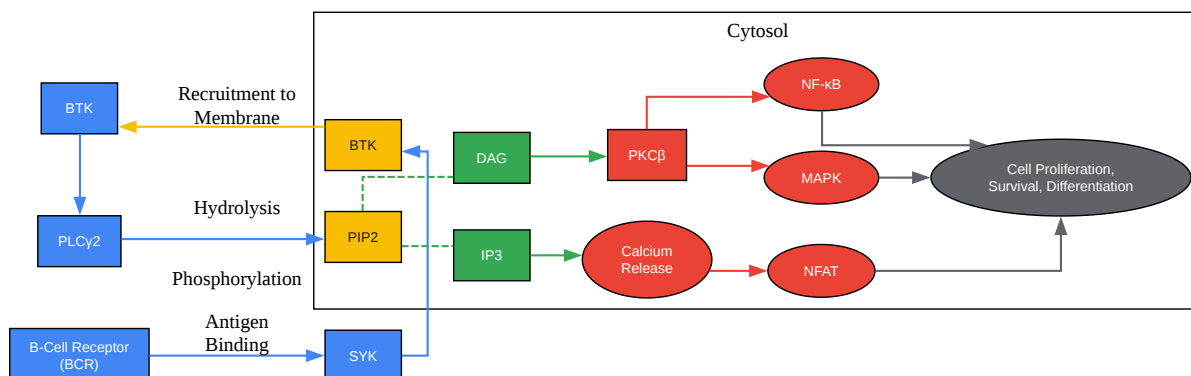 Cytosol
BTK
Recruitment to
Membrane
BTK
DAG
PKCβ
NF-κB
MAPK
Cell Proliferation,
Survival, Differentiation
PLCγ2
Hydrolysis
PIP2
IP3
Calcium
Release
NFAT
Phosphorylation
B-Cell Receptor
(BCR)
Antigen
Binding
SYK